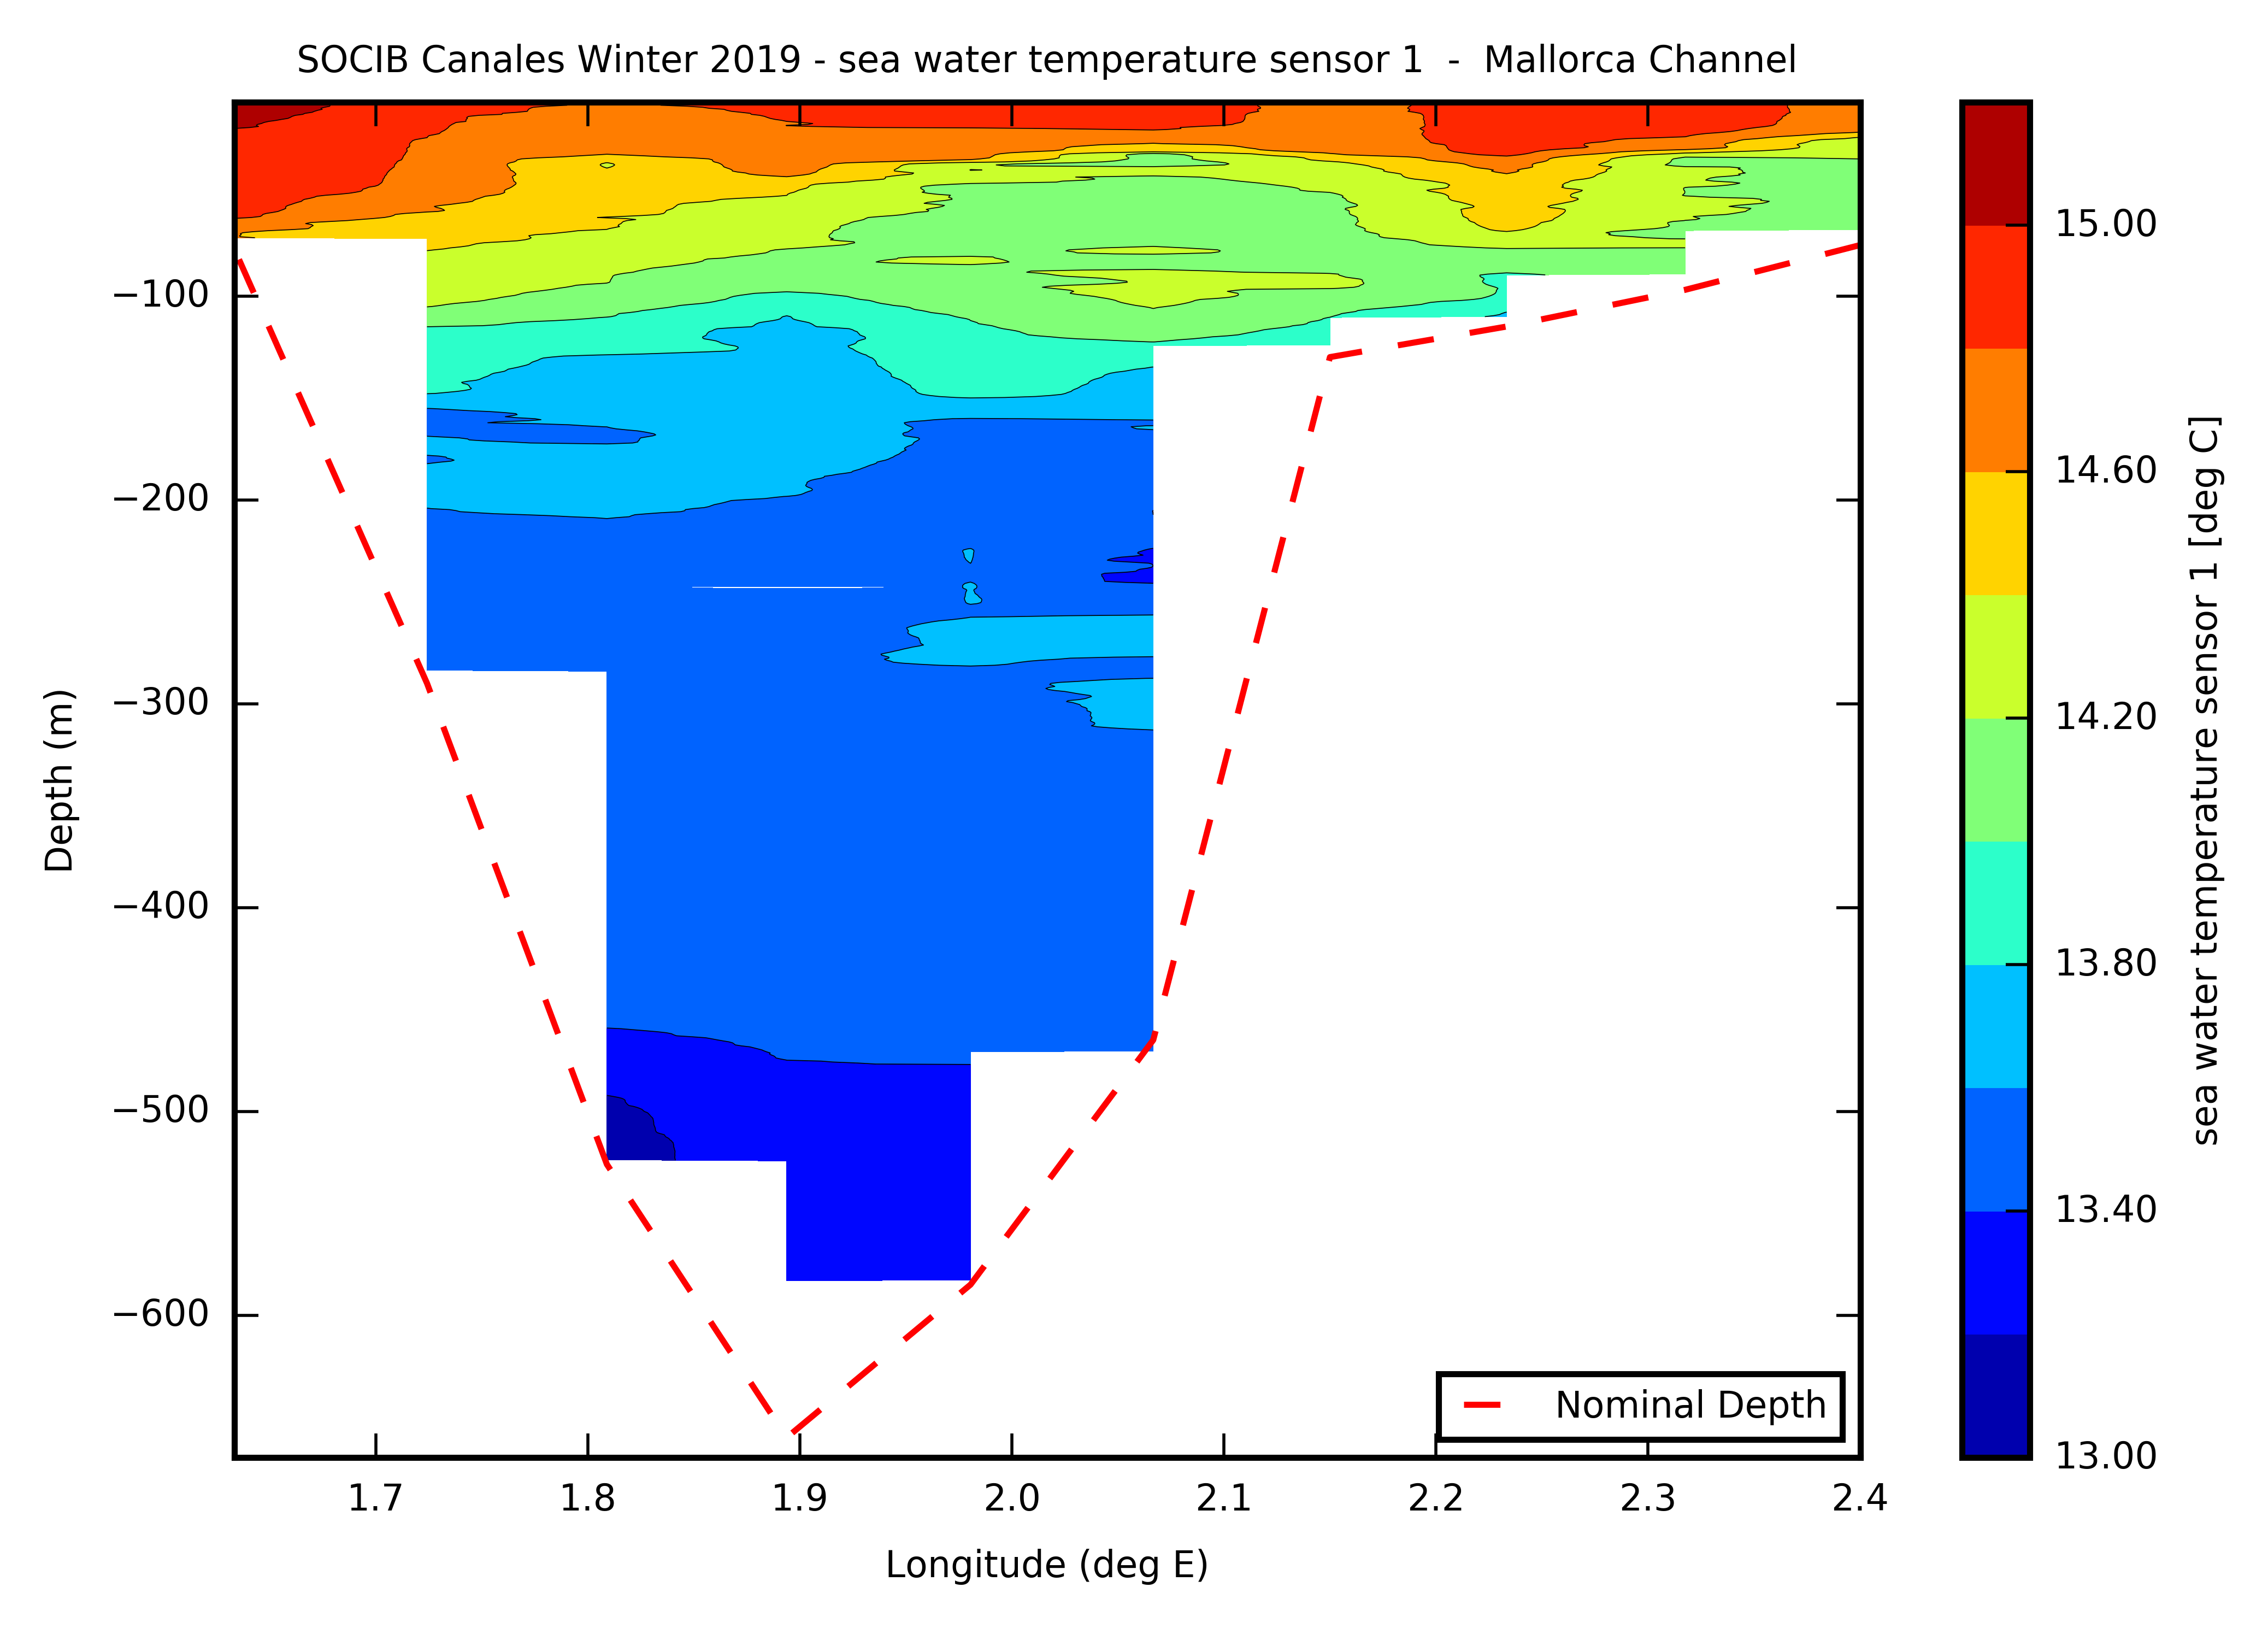 SOCIB Canales Winter 2019 - sea water temperature sensor 1 - Mallorca Channel
−100
−200
−300
−400
−500
−600
Depth (m)
1.7 1.8 1.9 2.0 2.1 2.2 2.3 2.4
Longitude (deg E)
Nominal Depth
15.00
14.60
14.20
13.80
13.40
13.00
sea water temperature sensor 1 [deg C]